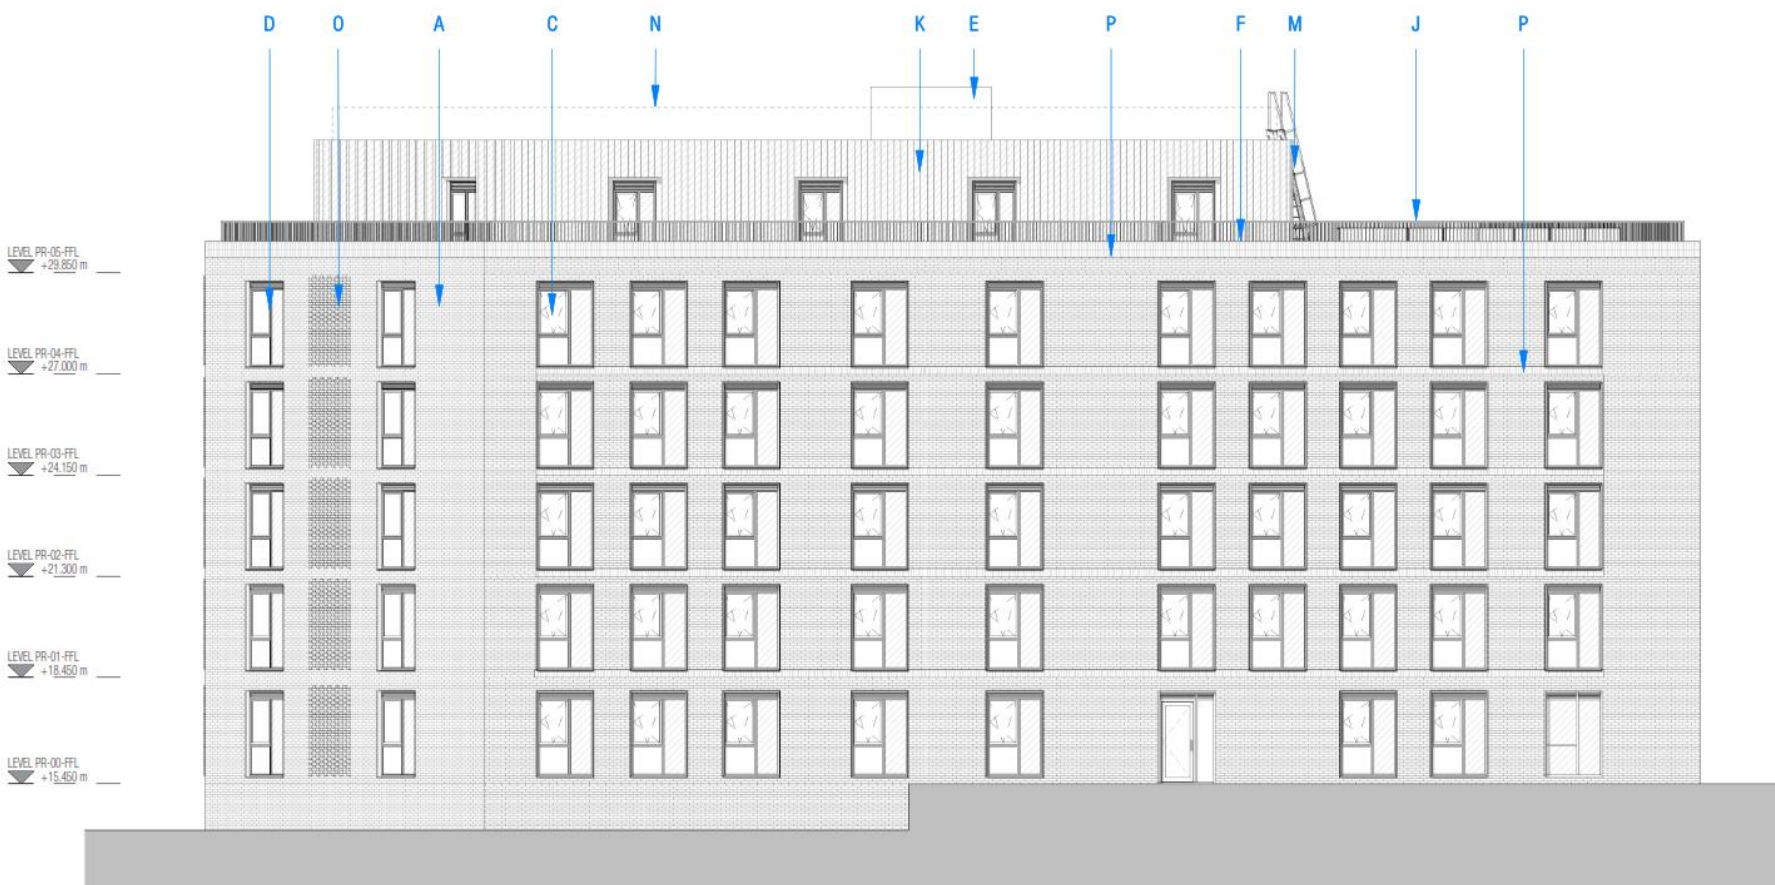 D O A C N K E P F M J P
LEVEL PR-05-FFL
+29.850 m
LEVEL PR-04-FFL
+27.000 m
LEVEL PR-03-FFL
+24.150 m
LEVEL PR-02-FFL
+21.300 m
LEVEL PR-01-FFL
+18.450 m
LEVEL PR-00-FFL
+15.450 m